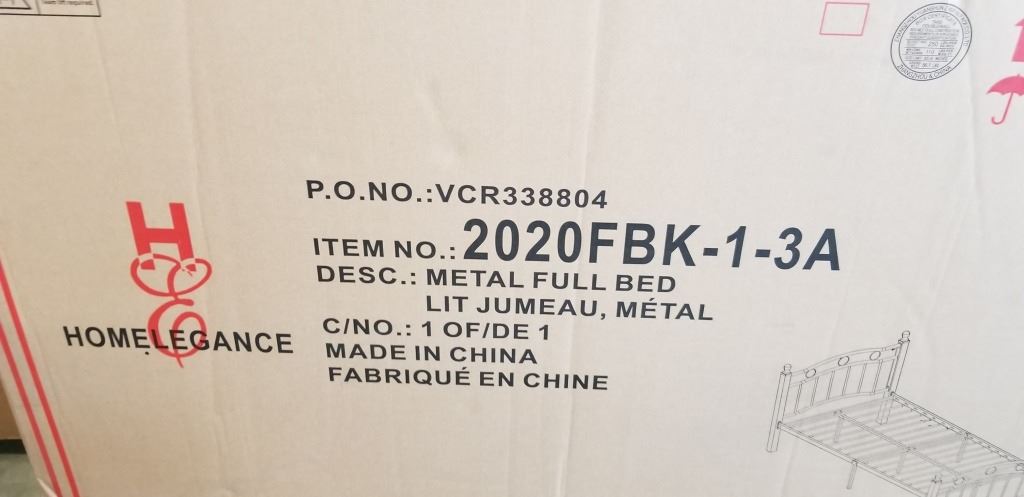 P.O.NO.:VCR338804
ITEM NO.: 2020FBK-1-3A
DESC.: METAL FULL BED
LIT JUMEAU, MÉTAL
C/NO.: 1 OF/DE 1
MADE IN CHINA
FABRIQUÉ EN CHINE
H
E
HOMELEGANCE